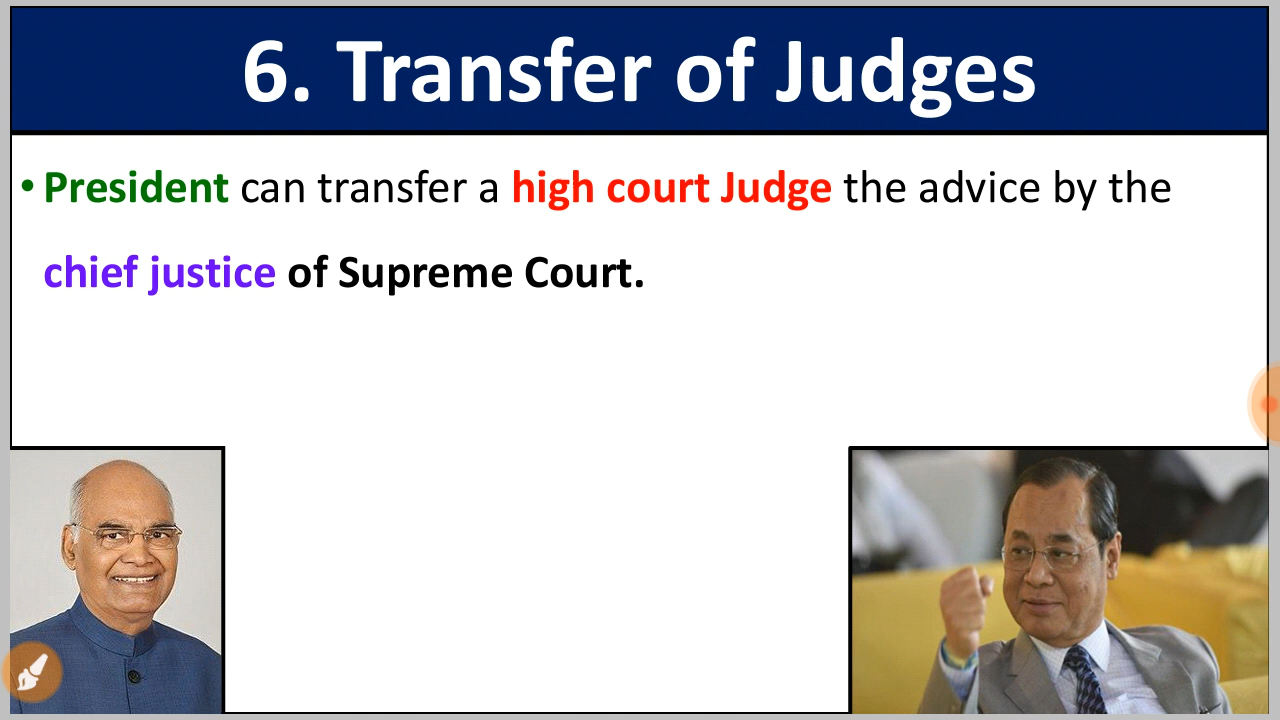 6. Transfer of Judges
• President can transfer a high court Judge the advice by the
chief justice of Supreme Court.